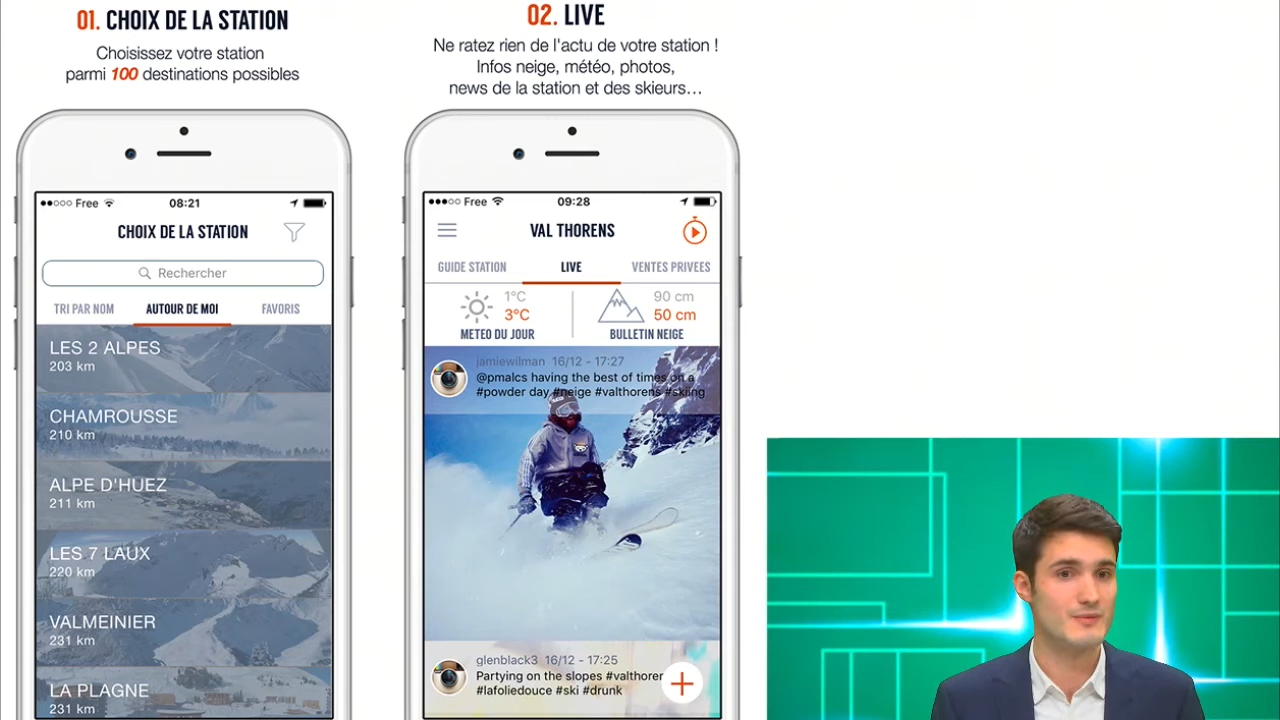 01. CHOIX DE LA STATION
Choisissez votre station
parmi 100 destinations possibles
08:21
Free
CHOIX DE LA STATION
Rechercher
TRI PAR NOM
AUTOUR DE MOI
FAVORIS
LES 2 ALPES
203 km
CHAMROUSSE
210 km
ALPE D'HUEZ
211 km
LES 7 LAUX
220 km
VALMEINIER
231 km
LA PLAGNE
231 km
02. LIVE
Ne ratez rien de l'actu de votre station !
Infos neige, météo, photos,
news de la station et des skieurs...
Free
09:28
VAL THORENS
GUIDE STATION
LIVE
VENTES PRIVEES
1°C
3°C
METEO DU JOUR
90 cm
50 cm
BULLETIN NEIGE
jamiewilman 16/12 - 17:27
@pmalcs having the best of times on a
#powder day #neige #valthorens #skiing
glenblack3 16/12 - 17:25
Partying on the slopes #valthorer
#lafoliedouce #ski #drunk